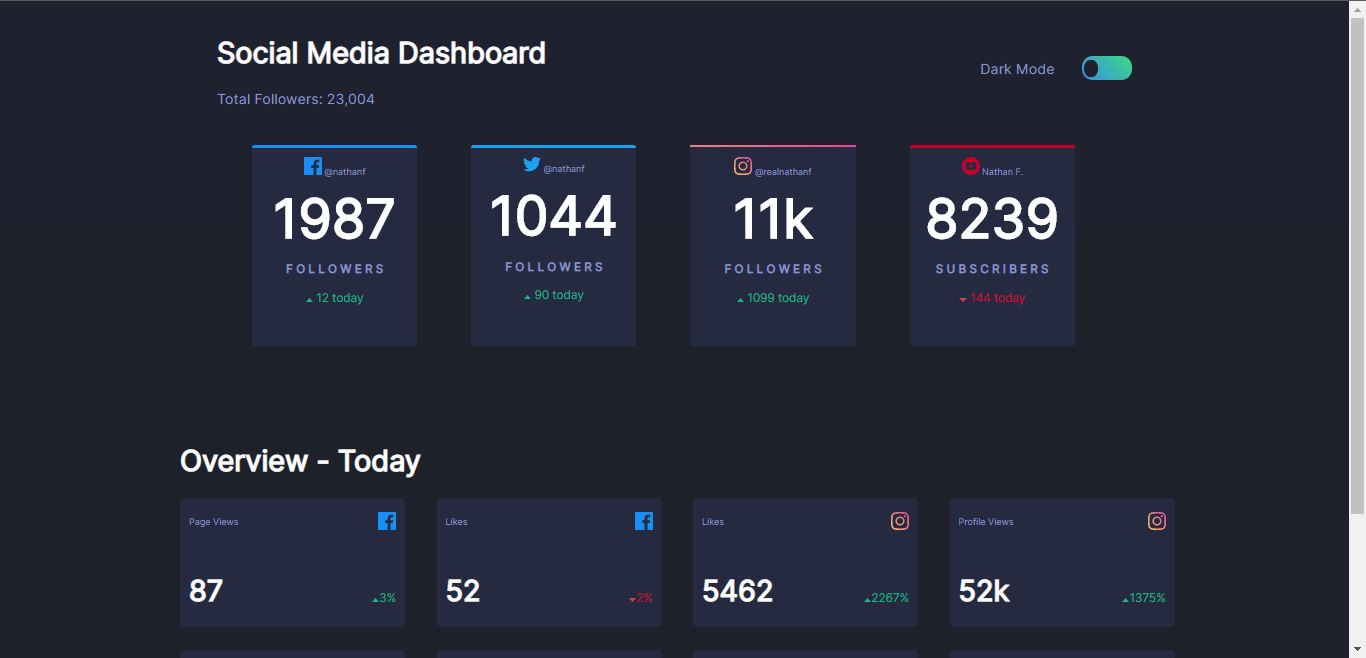 Social Media Dashboard
Dark Mode
Total Followers: 23,004
@nathanf
1987
FOLLOWERS
12 today
@nathanf
1044
FOLLOWERS
90 today
@realnathanf
11k
FOLLOWERS
1099 today
Nathan F.
8239
SUBSCRIBERS
144 today
Overview - Today
Page Views
87
3%
Likes
52
2%
Likes
5462
2267%
Profile Views
52k
1375%